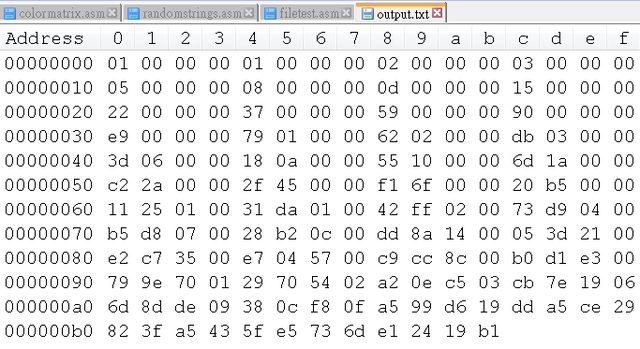 colormatrix.asm randomstrings.asm filetest.asm output.txt
Address 0 1 2 3 4 5 6 7 8 9 a b c d e f
00000000 01 00 00 00 01 00 00 00 02 00 00 00 03 00 00 00
00000010 05 00 00 00 08 00 00 00 0d 00 00 00 15 00 00 00
00000020 22 00 00 00 37 00 00 00 59 00 00 00 90 00 00 00
00000030 e9 00 00 00 79 01 00 00 62 02 00 00 db 03 00 00
00000040 3d 06 00 00 18 0a 00 00 55 10 00 00 6d 1a 00 00
00000050 c2 2a 00 00 2f 45 00 00 f1 6f 00 00 20 b5 00 00
00000060 11 25 01 00 31 da 01 00 42 ff 02 00 73 d9 04 00
00000070 b5 d8 07 00 28 b2 0c 00 dd 8a 14 00 05 3d 21 00
00000080 e2 c7 35 00 e7 04 57 00 c9 cc 8c 00 b0 d1 e3 00
00000090 79 9e 70 01 29 70 54 02 a2 0e c5 03 cb 7e 19 06
000000a0 6d 8d de 09 38 0c f8 0f a5 99 d6 19 dd a5 ce 29
000000b0 82 3f a5 43 5f e5 73 6d e1 24 19 b1